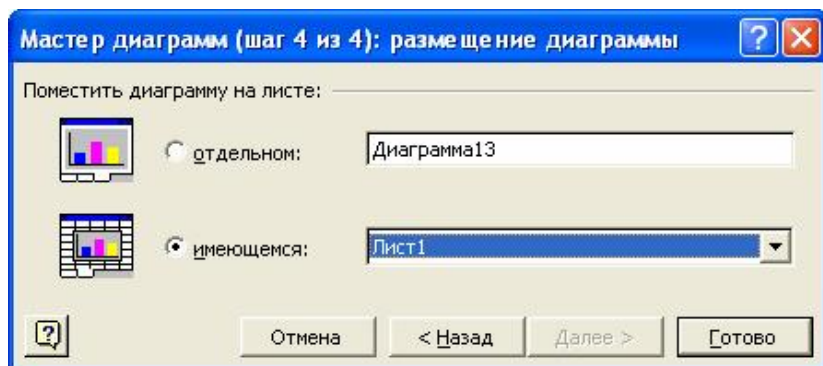 Мастер диаграмм (шаг 4 из 4): размещение диаграммы
Поместить диаграмму на листе:
отдельном: Диаграмма13
имеющемся: Лист1
Отмена < Назад Далее > Готово